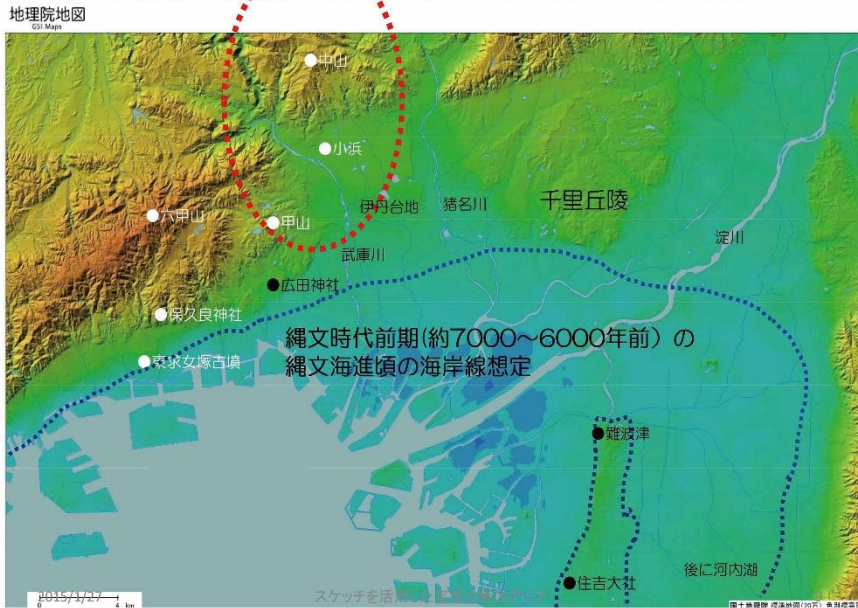 地理院地図
GSI Maps
中山
小浜
千里丘陵
伊丹台地
猪名川
六甲山
甲山
淀川
武庫川
広田神社
保久良神社
縄文時代前期(約7000～6000年前）の
縄文海進頃の海岸線想定
東求女塚古墳
難波津
後に河内湖
住吉大社
2015/1/27
0 4 km